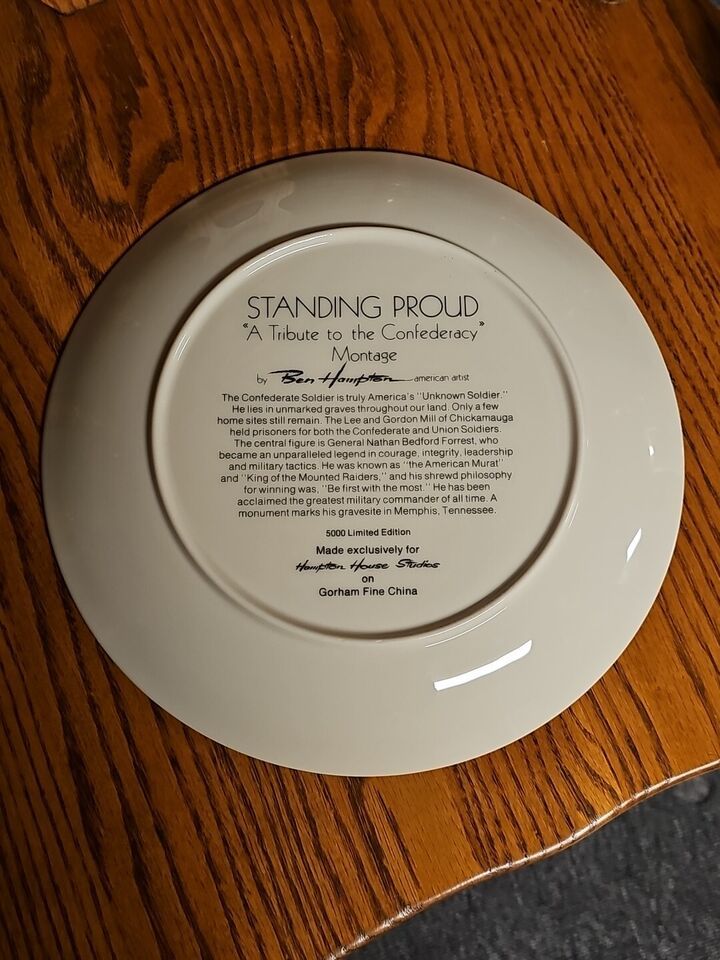 STANDING PROUD
“A Tribute to the Confederacy”
Montage
by Ben Hampton american artist
The Confederate Soldier is truly America's "Unknown Soldier."
He lies in unmarked graves throughout our land. Only a few
home sites still remain. The Lee and Gordon Mill of Chickamauga
held prisoners for both the Confederate and Union Soldiers.
The central figure is General Nathan Bedford Forrest, who
became an unparalleled legend in courage, integrity, leadership
and military tactics. He was known as "the American Murat"
and "King of the Mounted Raiders," and his shrewd philosophy
for winning was, "Be first with the most." He has been
acclaimed the greatest military commander of all time. A
monument marks his gravesite in Memphis, Tennessee.
5000 Limited Edition
Made exclusively for
Hampton House Studios
on
Gorham Fine China